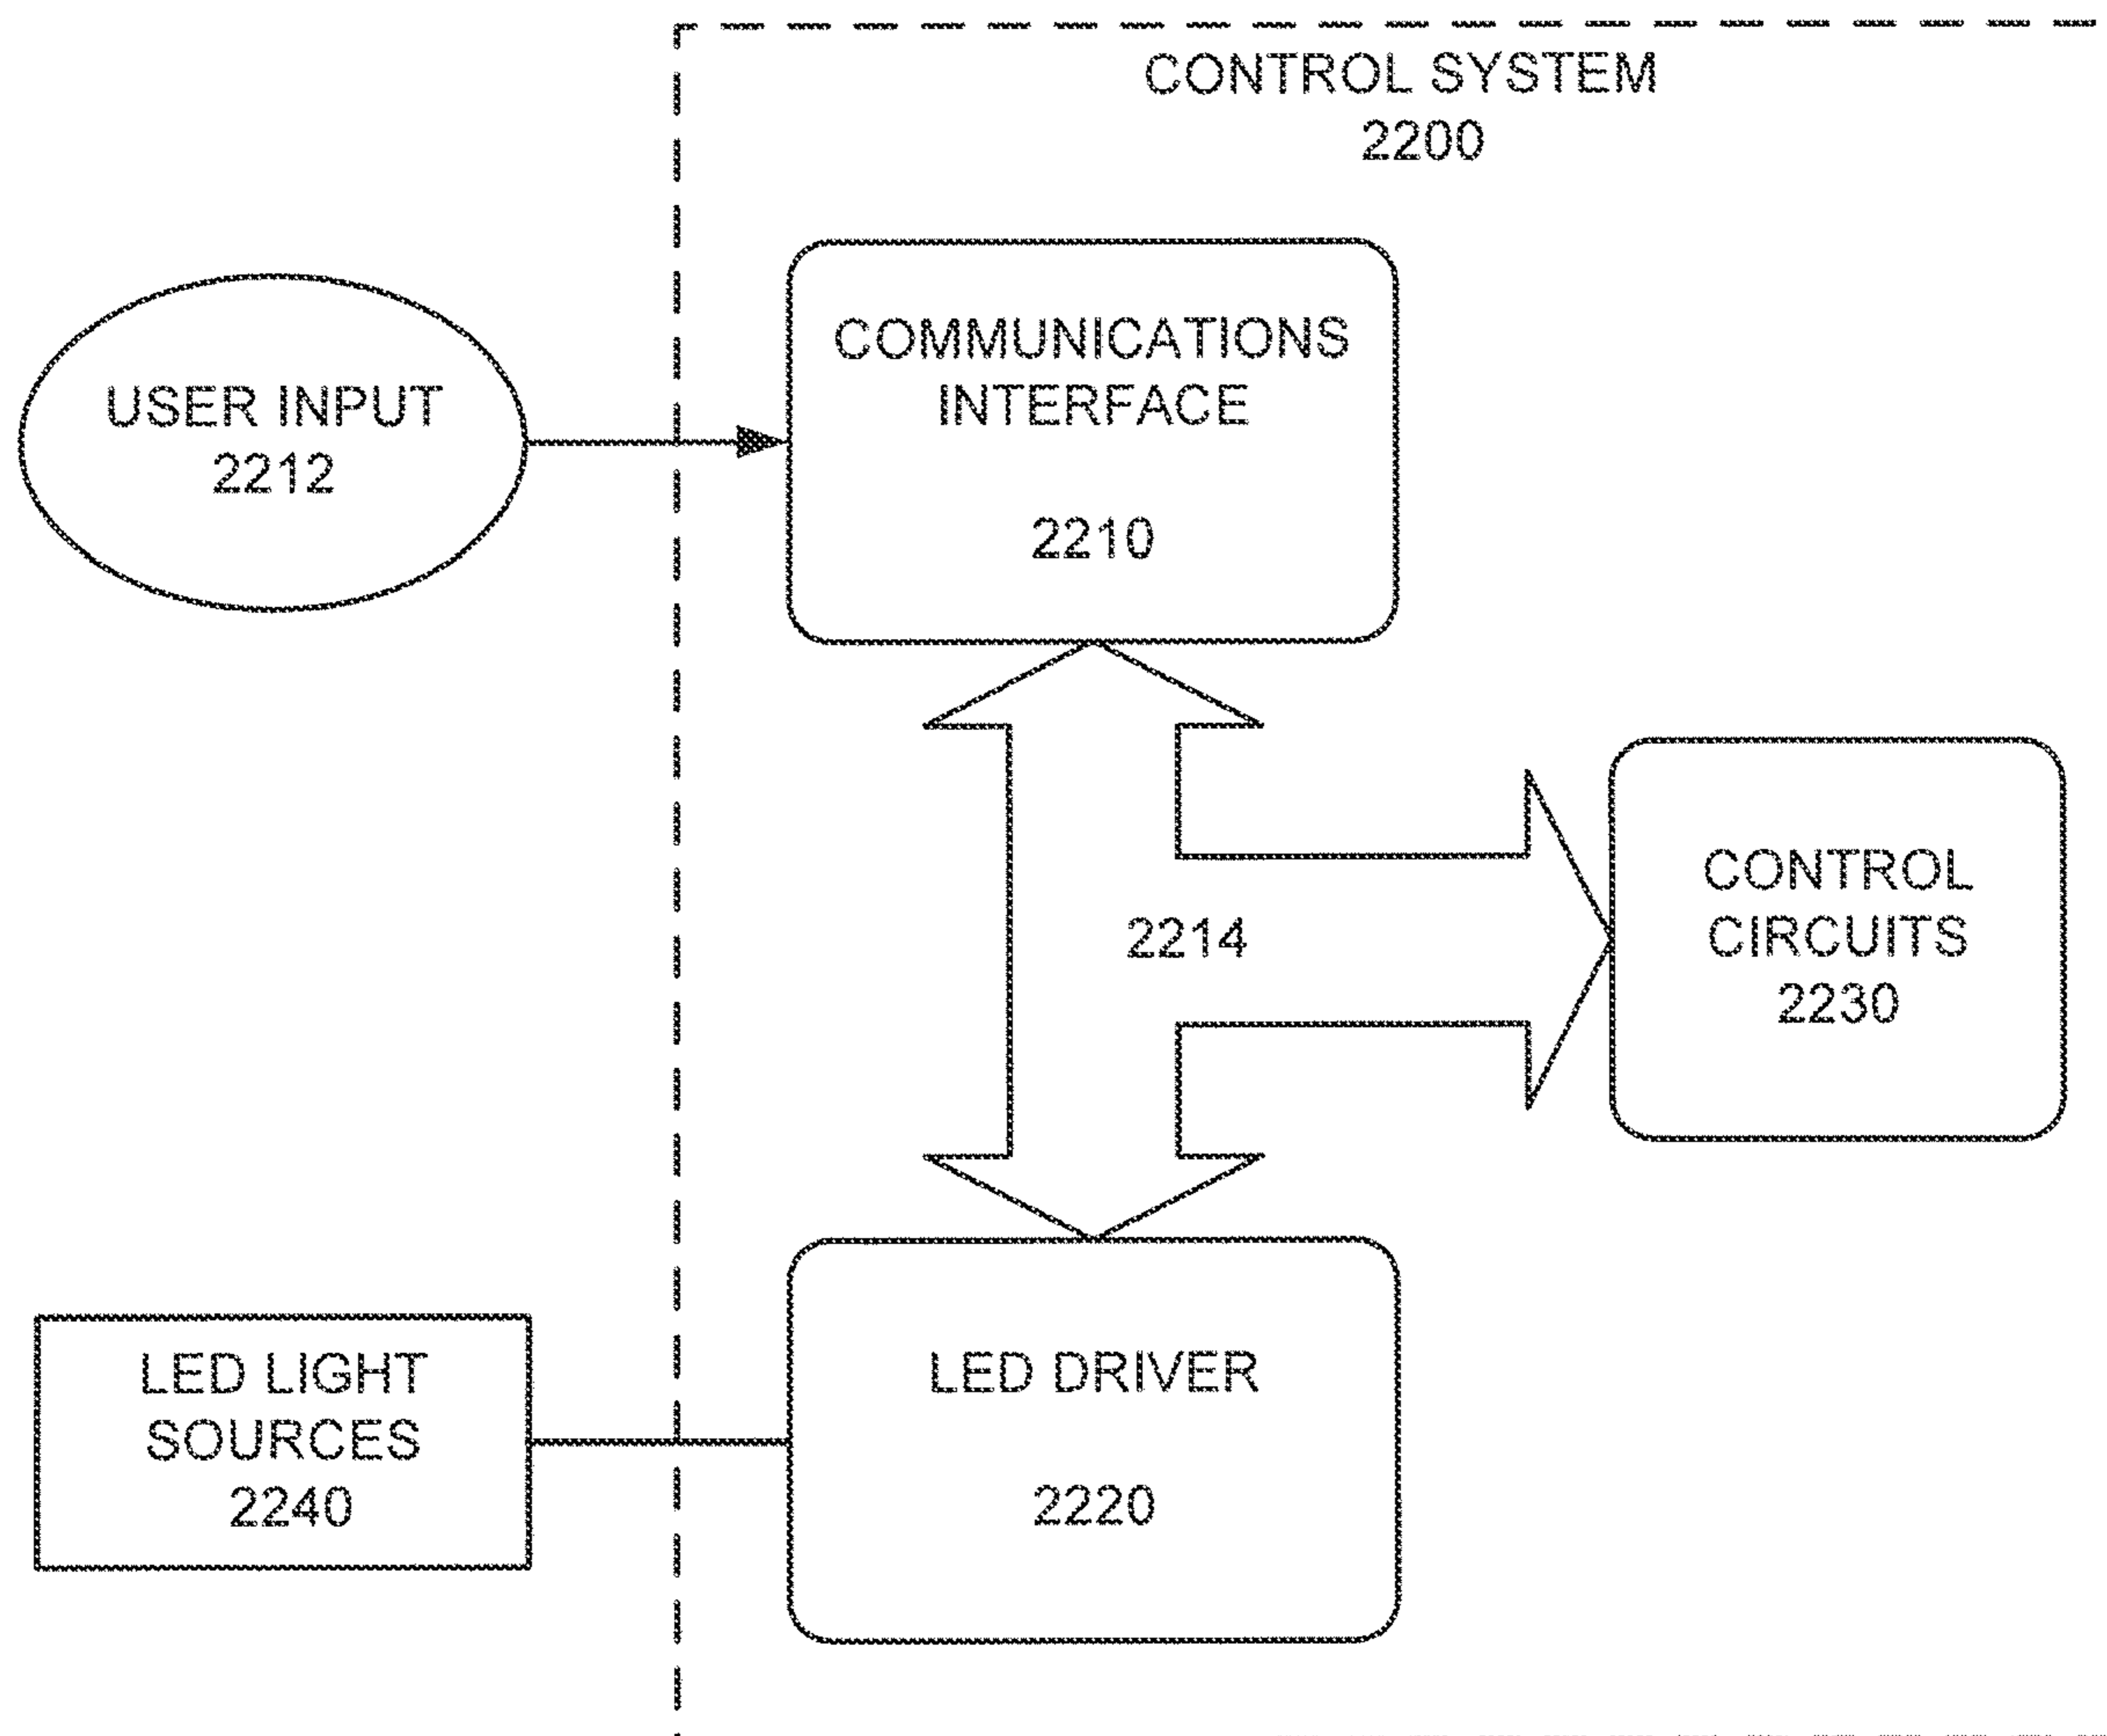 CONTROL SYSTEM
2200
USER INPUT
2212
COMMUNICATIONS
INTERFACE
2210
2214
CONTROL
CIRCUITS
2230
LED LIGHT
SOURCES
2240
LED DRIVER
2220